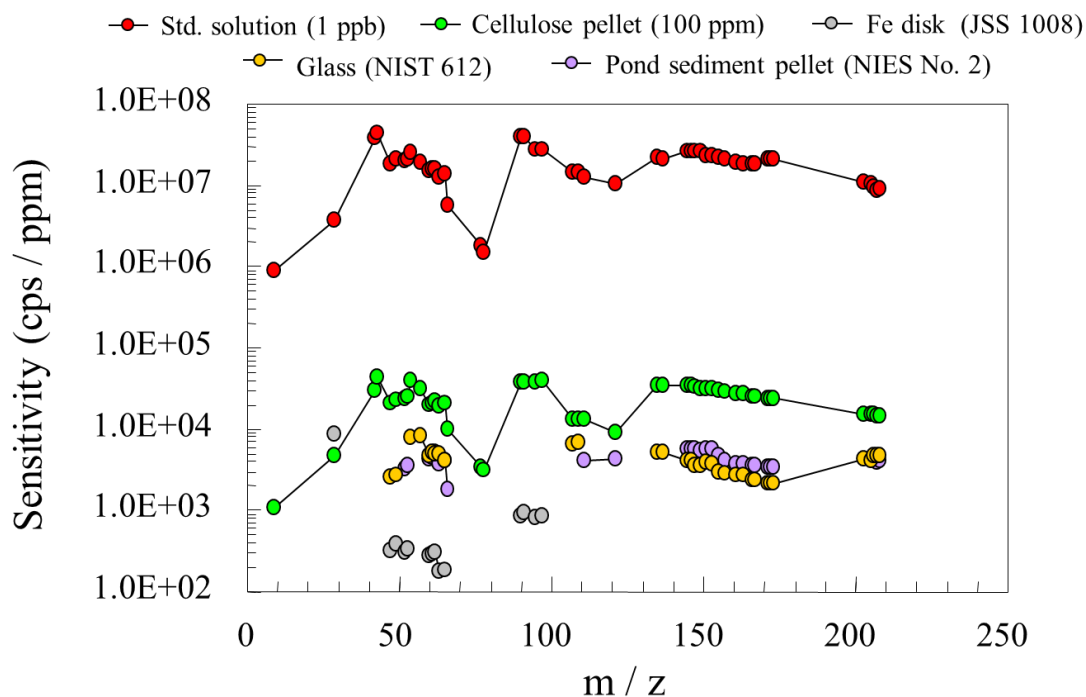 Std. solution (1 ppb) Cellulose pellet (100 ppm) Fe disk (JSS 1008)
Glass (NIST 612) Pond sediment pellet (NIES No. 2)
1.0E+08
1.0E+07
1.0E+06
1.0E+05
1.0E+04
1.0E+03
1.0E+02
Sensitivity (cps / ppm)
0 50 100 150 200 250
m / z